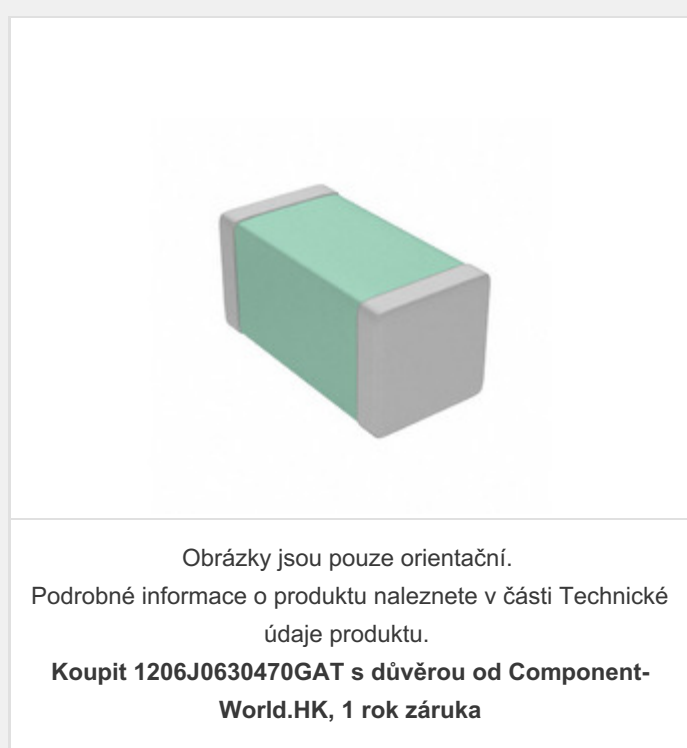 Obrázky jsou pouze orientační.
Podrobné informace o produktu naleznete v části Technické
údaje produktu.
Koupit 1206J0630470GAT s důvěrou od Component-
World.HK, 1 rok záruka